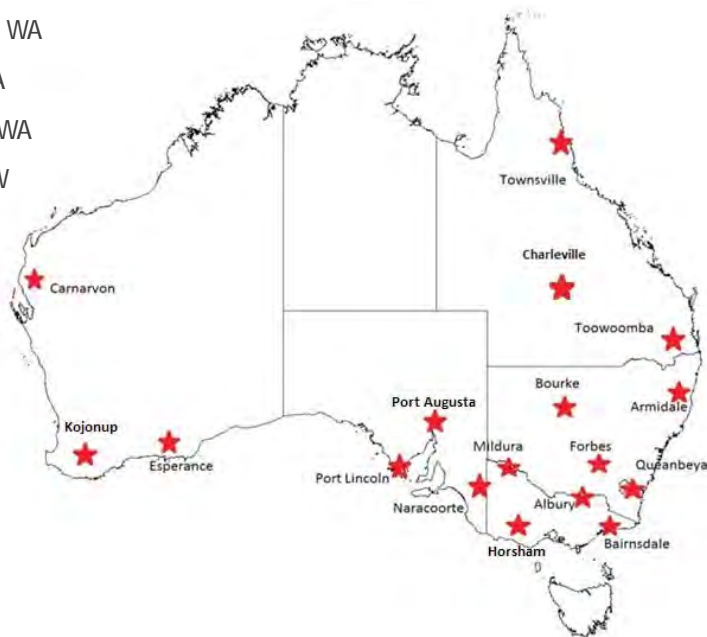 WA
A
WA
W
Townsville
Charleville
Carnarvon
Toowoomba
Bourke
Armidale
Port Augusta
Kojonup
Esperance
Mildura
Forbes
Queanbeya
Port Lincoln
Naracoorte
Albury
Horsham
Bairnsdale